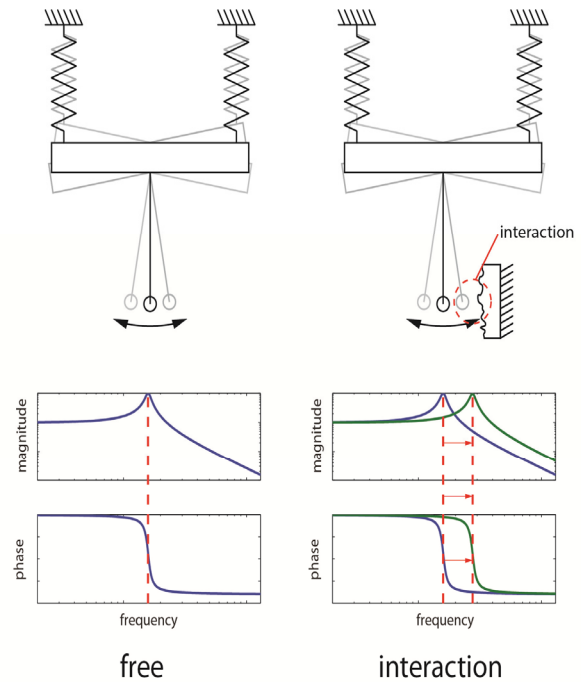 interaction
magnitude
magnitude
phase
phase
frequency
frequency
free
interaction